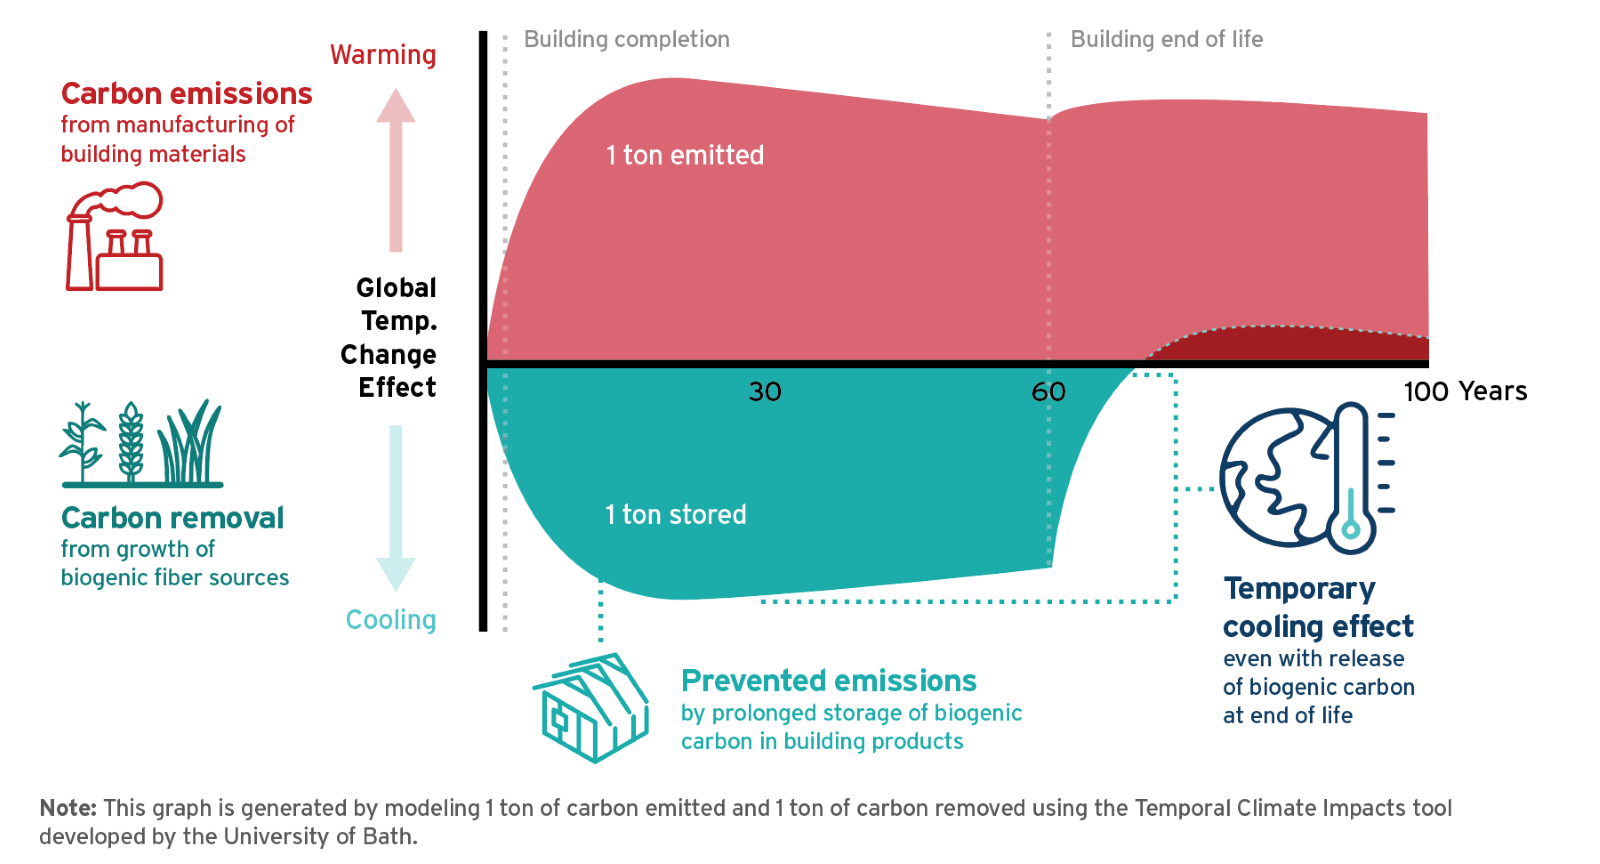 Building completion
Building end of life
Warming
Carbon emissions
from manufacturing of
building materials
1 ton emitted
Global
Temp.
Change
Effect
30
60
100 Years
Carbon removal
from growth of
biogenic fiber sources
1 ton stored
Cooling
Prevented emissions
by prolonged storage of biogenic
carbon in building products
Temporary
cooling effect
even with release
of biogenic carbon
at end of life
Note: This graph is generated by modeling 1 ton of carbon emitted and 1 ton of carbon removed using the Temporal Climate Impacts tool
developed by the University of Bath.